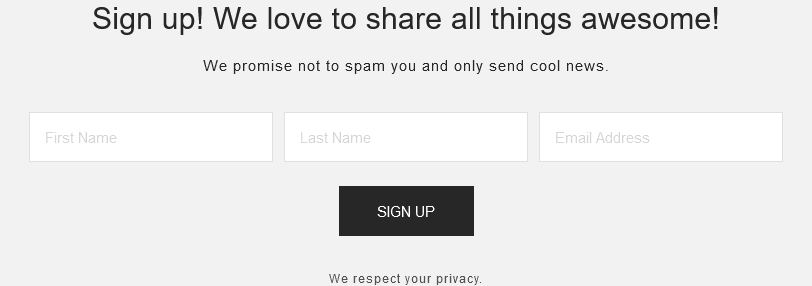 Sign up! We love to share all things awesome!
We promise not to spam you and only send cool news.
First Name
Last Name
Email Address
SIGN UP
We respect your privacy.